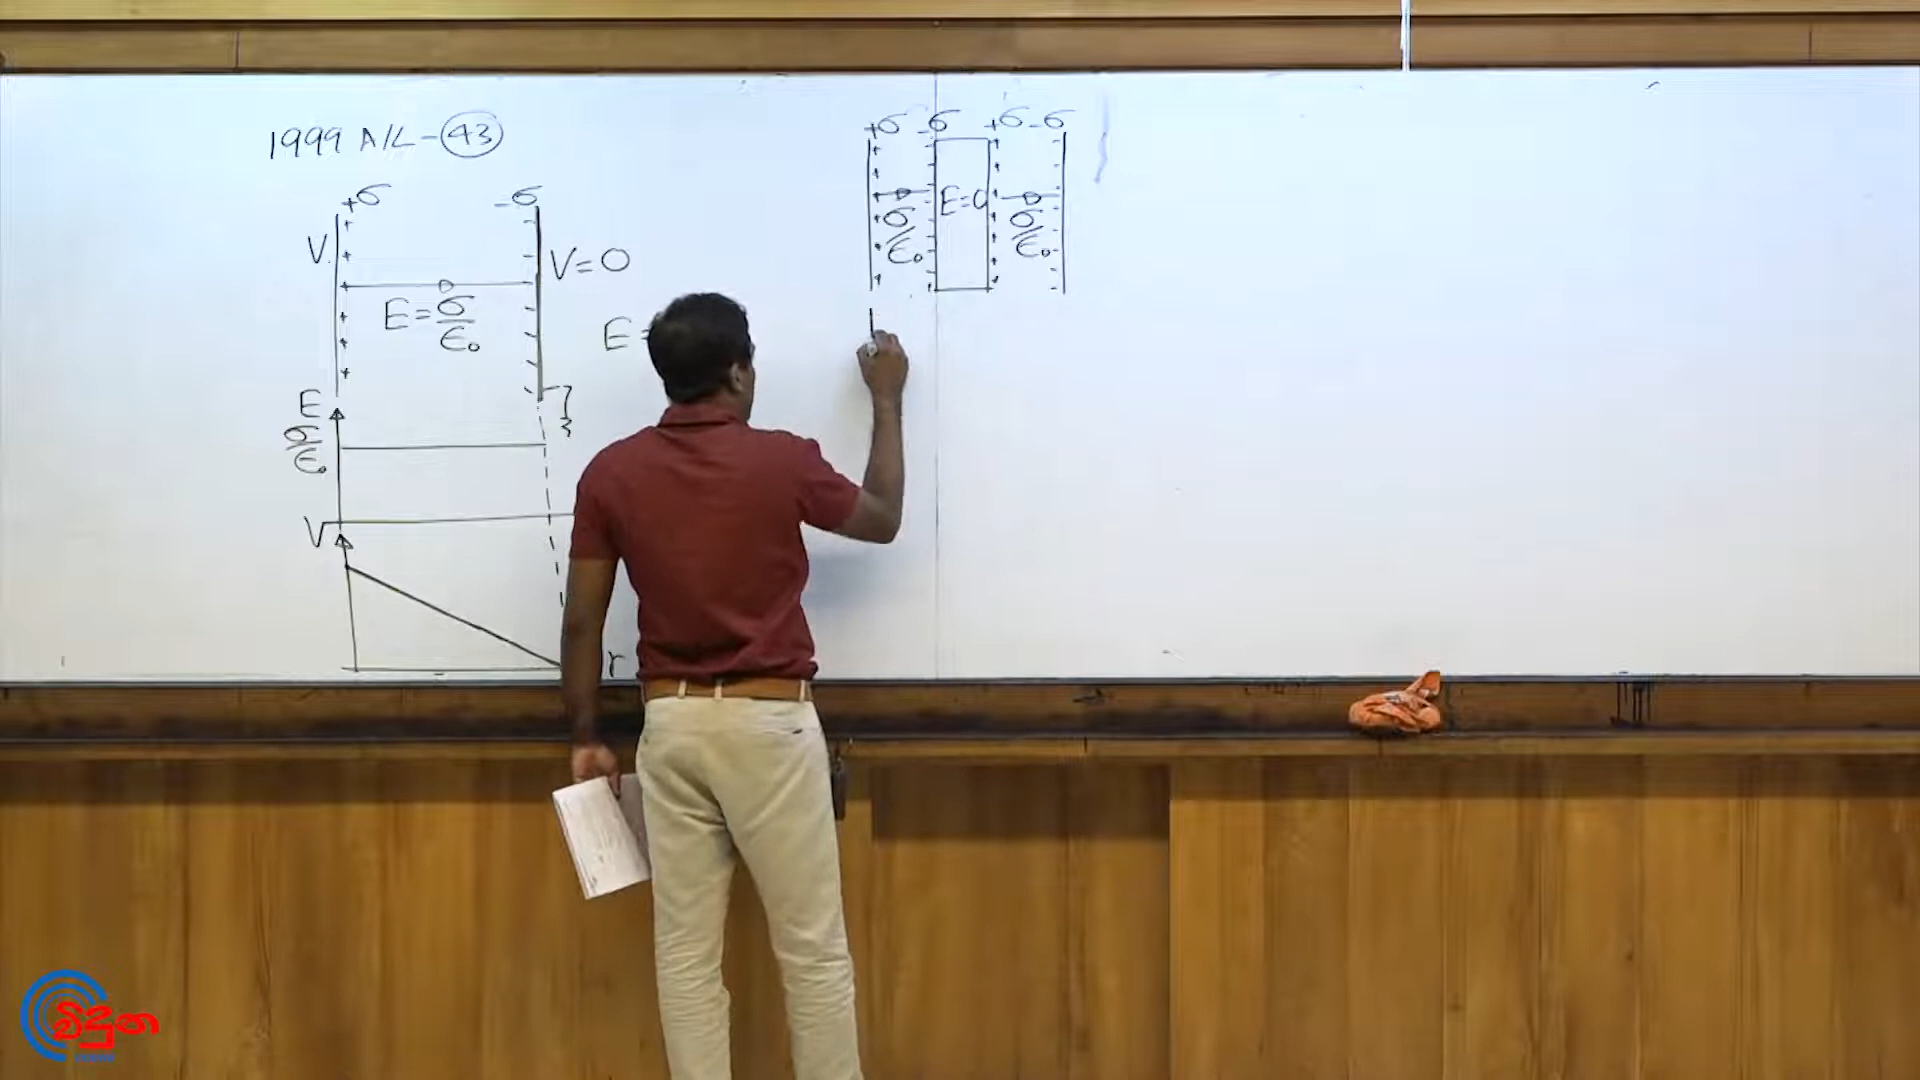 1999 A/L - 43
+σ -σ
V V=0
E = σ/ε₀
E =
E
σ/ε₀
V
r
+σ -σ +σ -σ
σ/ε₀ E=0 σ/ε₀
විදුන